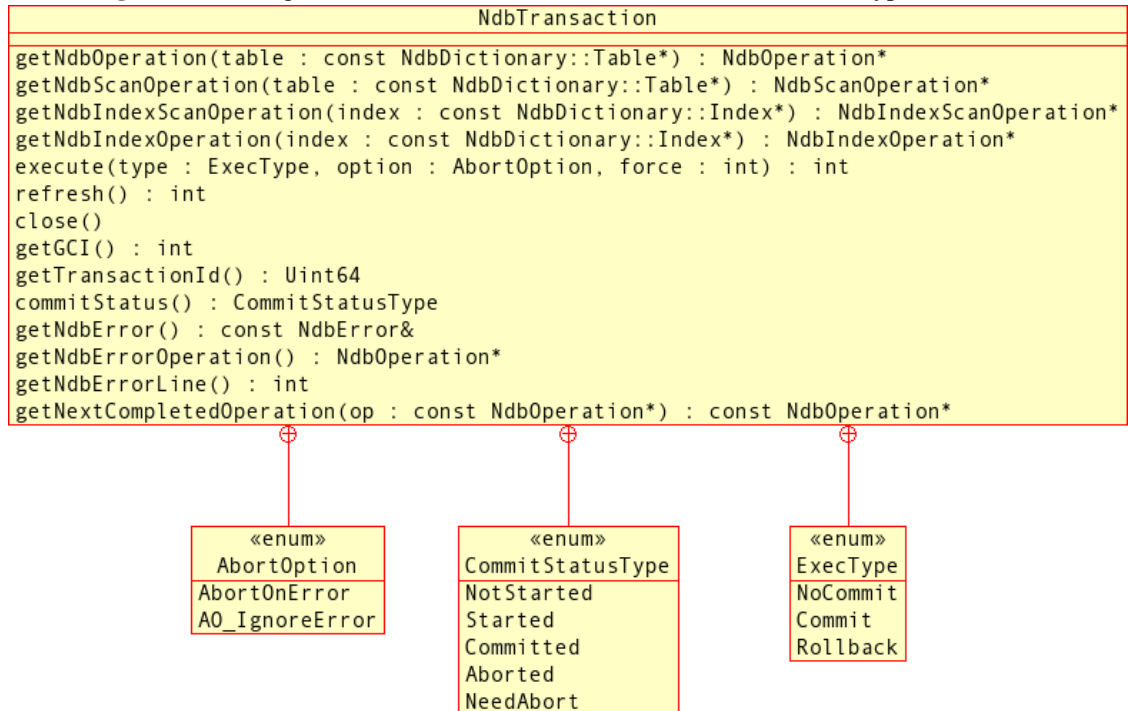 NdbTransaction
getNdbOperation(table : const NdbDictionary::Table*) : NdbOperation*
getNdbScanOperation(table : const NdbDictionary::Table*) : NdbScanOperation*
getNdbIndexScanOperation(index : const NdbDictionary::Index*) : NdbIndexScanOperation*
getNdbIndexOperation(index : const NdbDictionary::Index*) : NdbIndexOperation*
execute(type : ExecType, option : AbortOption, force : int) : int
refresh() : int
close()
getGCI() : int
getTransactionId() : Uint64
commitStatus() : CommitStatusType
getNdbError() : const NdbError&
getNdbErrorOperation() : NdbOperation*
getNdbErrorLine() : int
getNextCompletedOperation(op : const NdbOperation*) : const NdbOperation*
«enum»
AbortOption
AbortOnError
AO_IgnoreError
«enum»
CommitStatusType
NotStarted
Started
Committed
Aborted
NeedAbort
«enum»
ExecType
NoCommit
Commit
Rollback